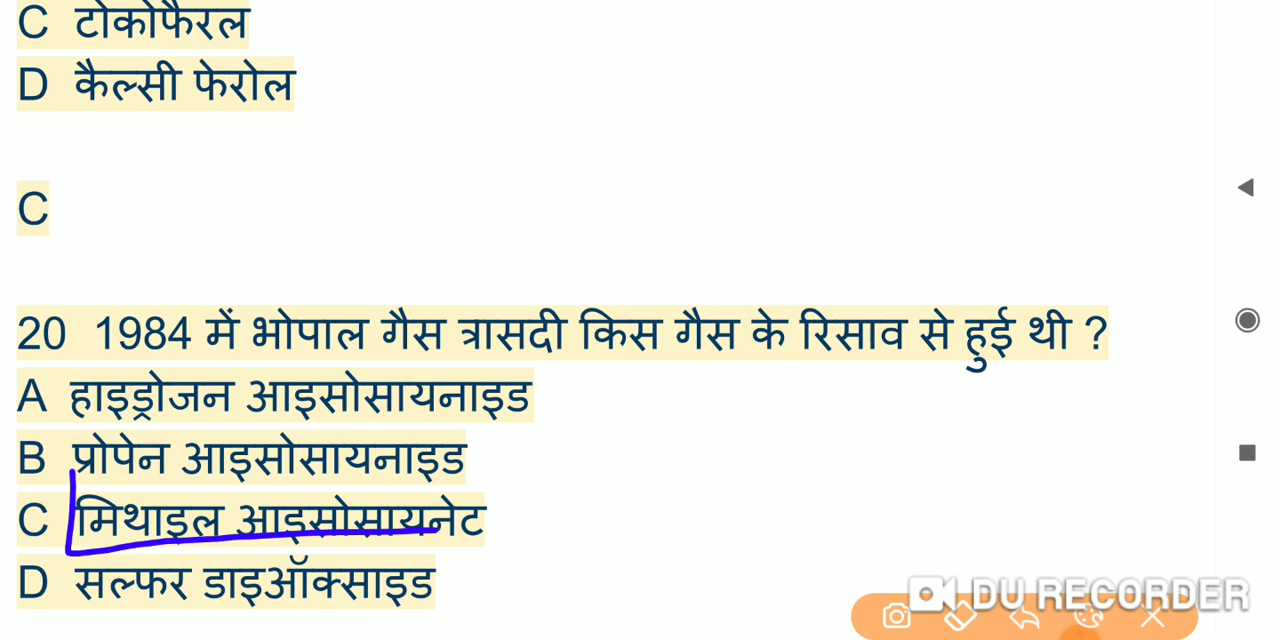 C टोकोफैरल
D कैल्सी फेरोल
C
20 1984 में भोपाल गैस त्रासदी किस गैस के रिसाव से हुई थी ?
A हाइड्रोजन आइसोसायनाइड
B प्रोपेन आइसोसायनाइड
C मिथाइल आइसोसायनेट
D सल्फर डाइऑक्साइड
DU RECORDER